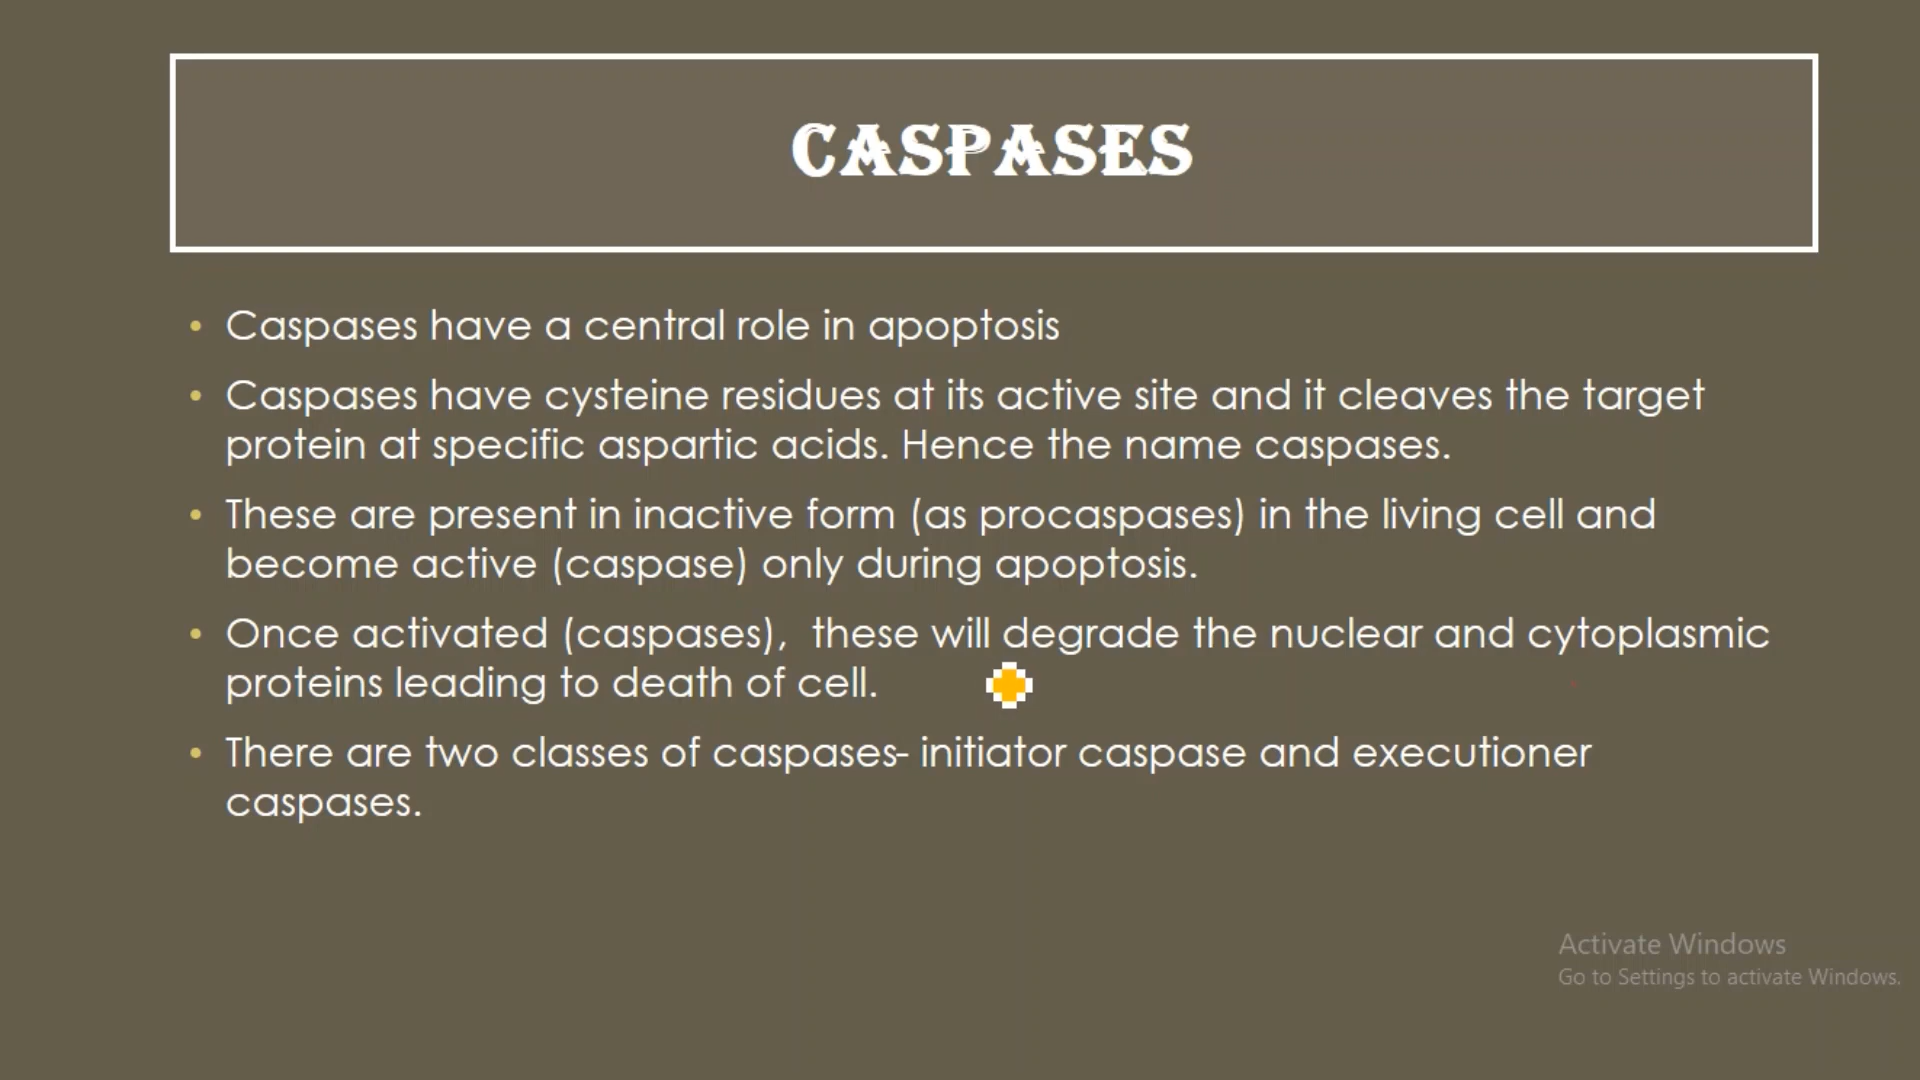 CASPASES
• Caspases have a central role in apoptosis
• Caspases have cysteine residues at its active site and it cleaves the target
protein at specific aspartic acids. Hence the name caspases.
• These are present in inactive form (as procaspases) in the living cell and
become active (caspase) only during apoptosis.
• Once activated (caspases),  these will degrade the nuclear and cytoplasmic
proteins leading to death of cell.
• There are two classes of caspases- initiator caspase and executioner
caspases.
Activate Windows
Go to Settings to activate Windows.